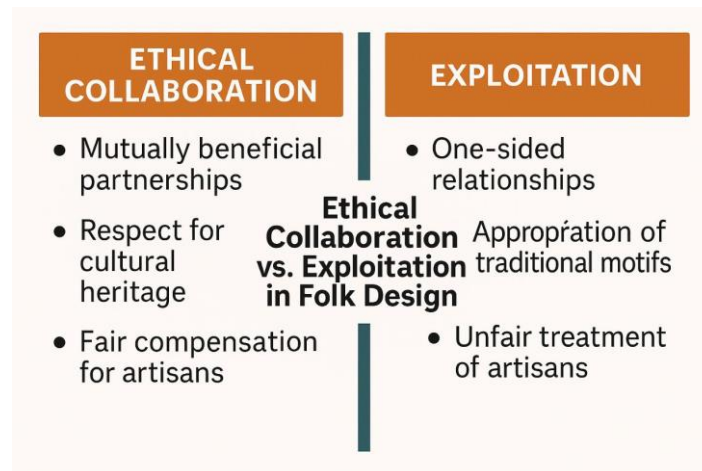 ETHICAL
COLLABORATION
• Mutually beneficial
partnerships
• Respect for
cultural
heritage
• Fair compensation
for artisans
Ethical
Collaboration
vs. Exploitation
in Folk Design
EXPLOITATION
• One-sided
relationships
Appropŕation of
traditional motifs
• Unfair treatment
of artisans